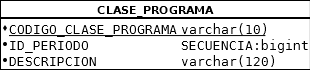 CLASE_PROGRAMA
•CODIGO_CLASE_PROGRAMA varchar(10)
•ID_PERIODO SECUENCIA:bigint
•DESCRIPCION varchar(120)